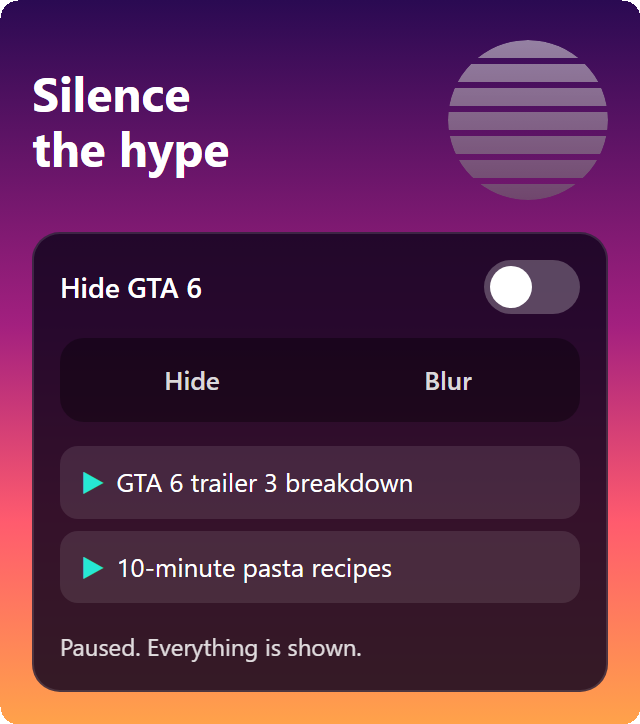 Silence
the hype
Hide GTA 6
Hide
Blur
GTA 6 trailer 3 breakdown
10-minute pasta recipes
Paused. Everything is shown.